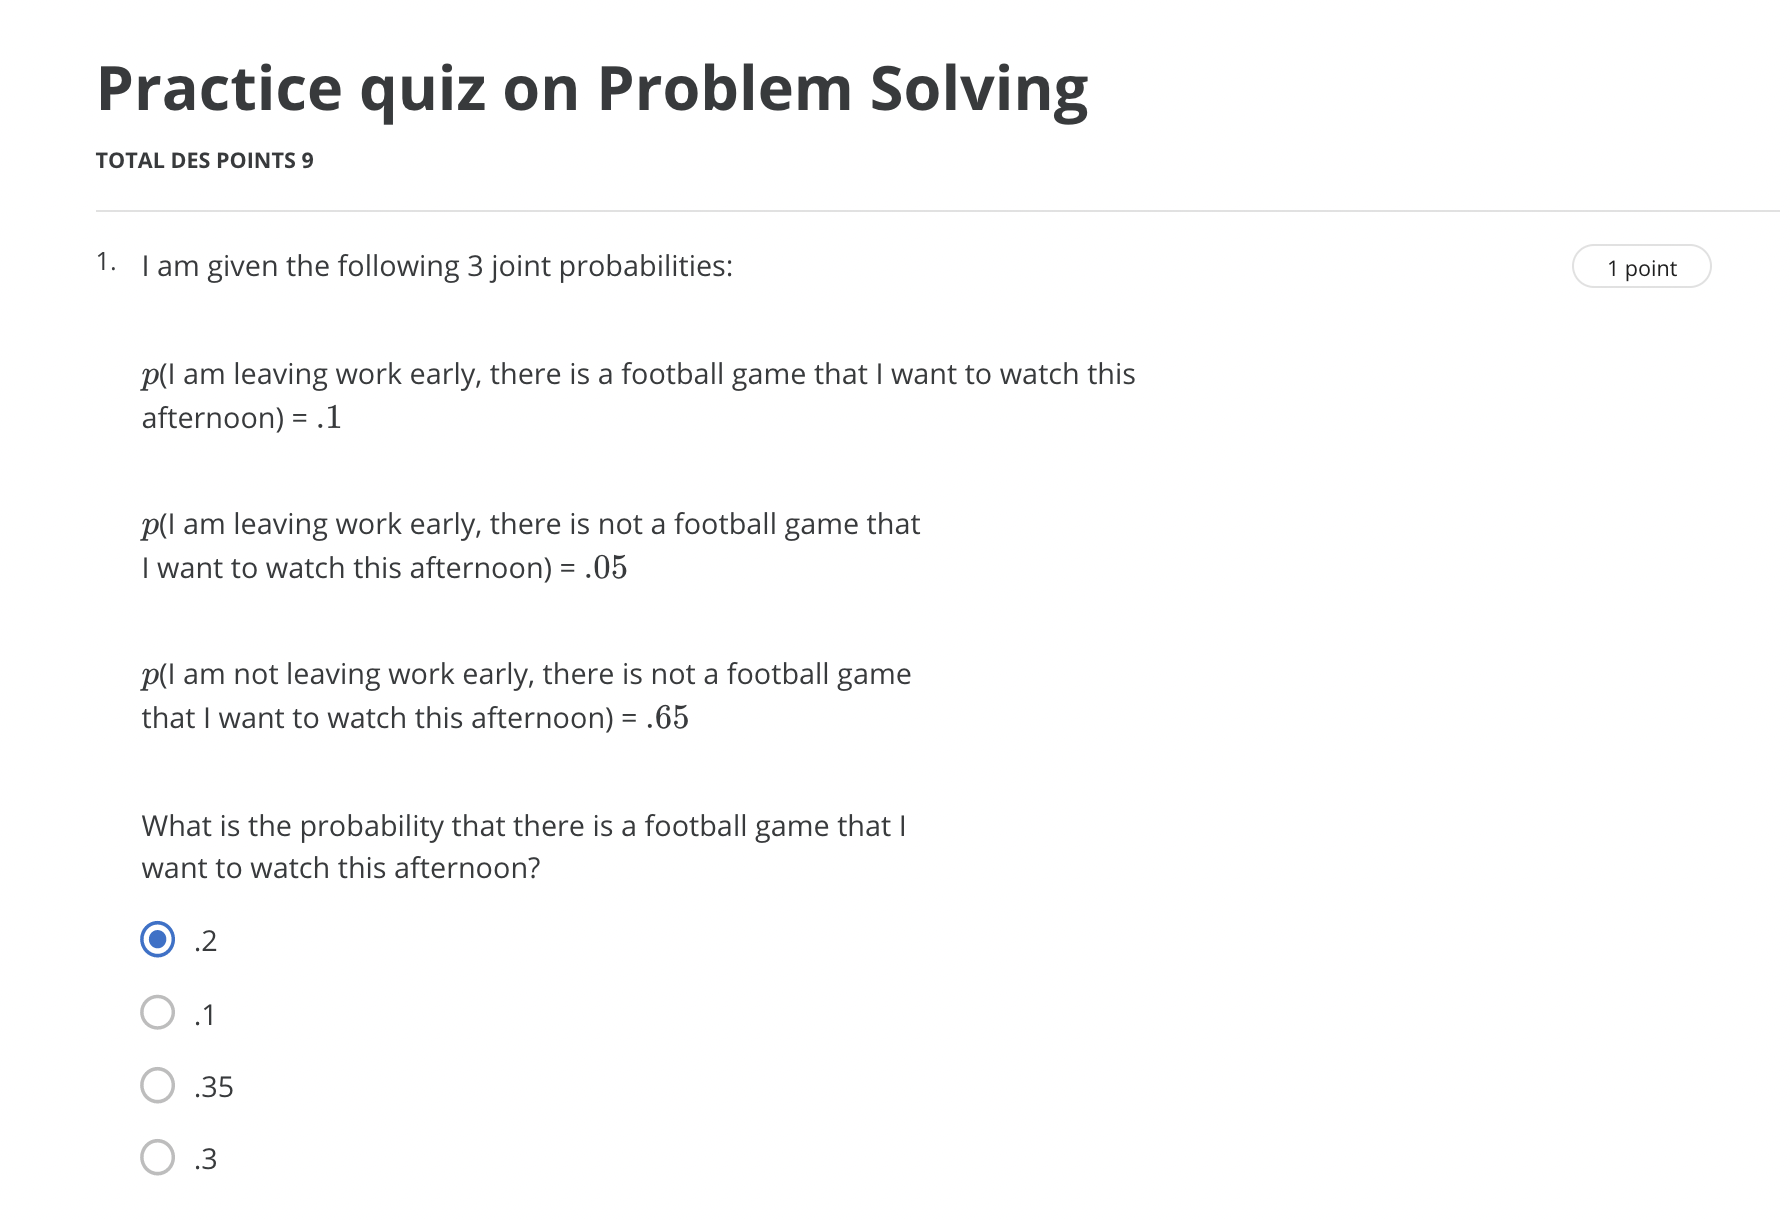 Practice quiz on Problem Solving
TOTAL DES POINTS 9
1. I am given the following 3 joint probabilities:
1 point
p(I am leaving work early, there is a football game that I want to watch this
afternoon) = .1
p(I am leaving work early, there is not a football game that
I want to watch this afternoon) = .05
p(I am not leaving work early, there is not a football game
that I want to watch this afternoon) = .65
What is the probability that there is a football game that I
want to watch this afternoon?
.2
.1
.35
.3